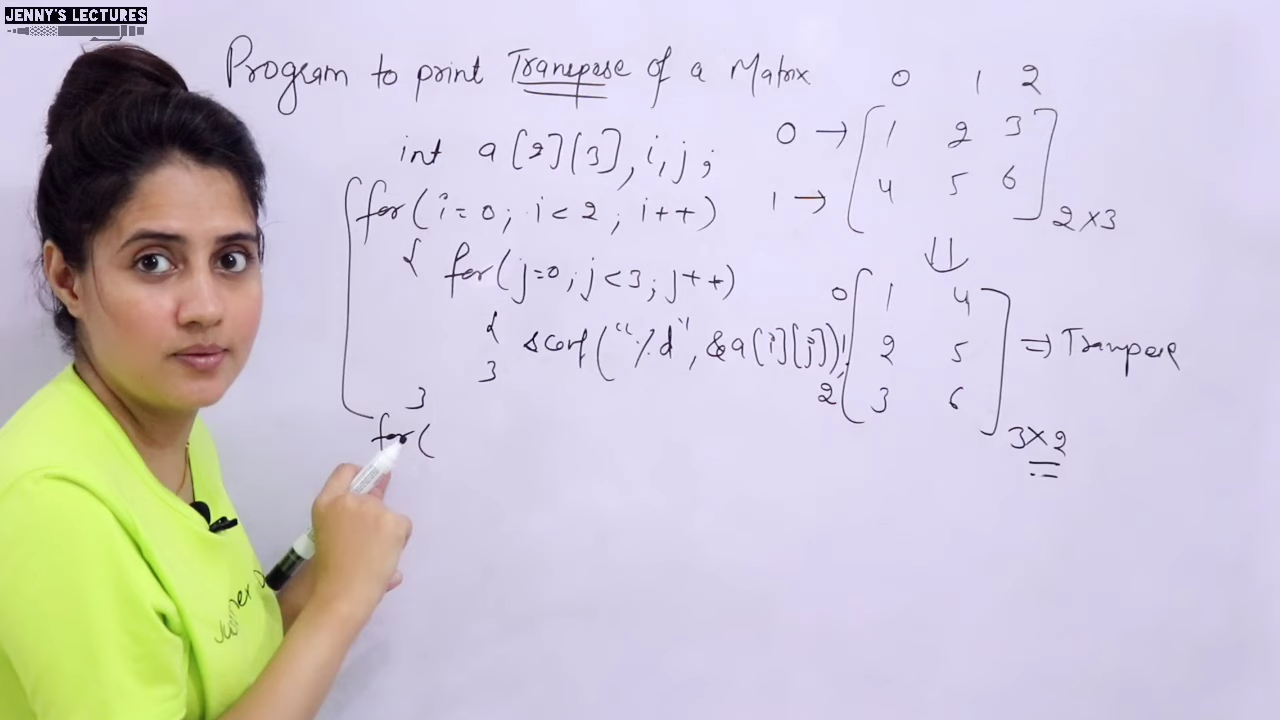 JENNY'S LECTURES
Program to print Transpose of a Matrix
int a[2][3], i, j;
for(i=0; i<2; i++)
{ for(j=0; j<3; j++)
{ scanf("%d", &a[i][j]);
}
}
for(
0 1 2
0 → 1 2 3
1 → 4 5 6
2×3
0 1 4
1 2 5 ⇒ Transpose
2 3 6
3×2